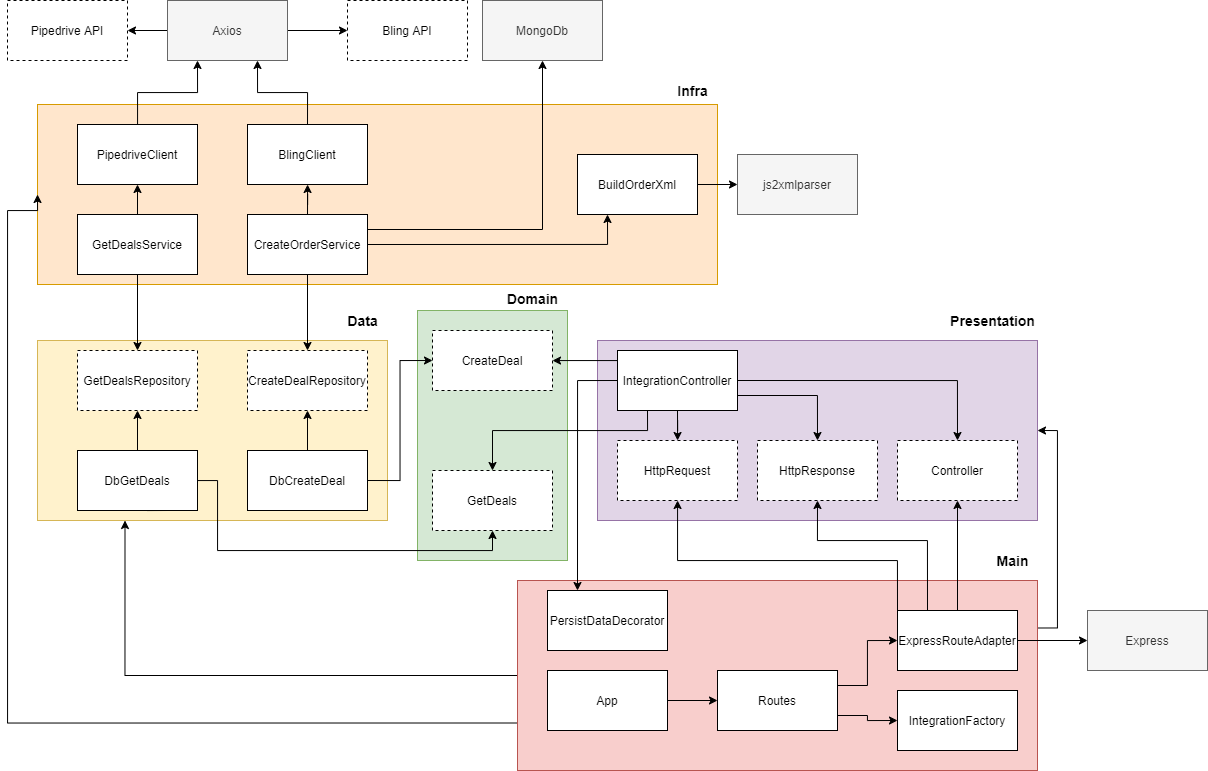 Pipedrive API
Axios
Bling API
MongoDb
Infra
PipedriveClient
BlingClient
BuildOrderXml
js2xmlparser
GetDealsService
CreateOrderService
Domain
Data
Presentation
GetDealsRepository
CreateDealRepository
CreateDeal
IntegrationController
DbGetDeals
DbCreateDeal
GetDeals
HttpRequest
HttpResponse
Controller
Main
PersistDataDecorator
ExpressRouteAdapter
Express
App
Routes
IntegrationFactory